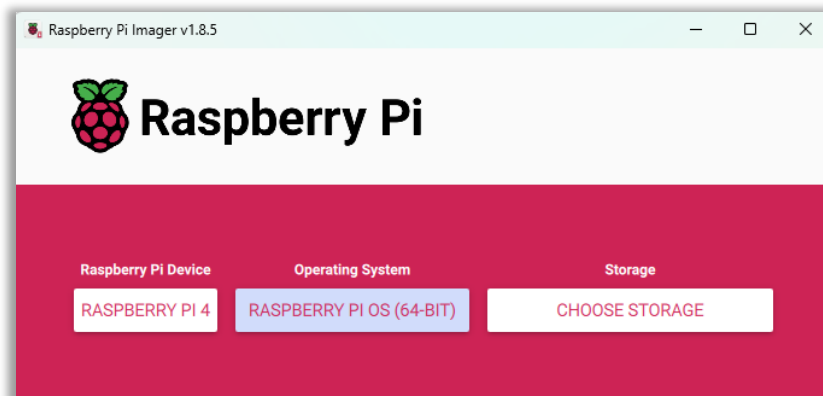 Raspberry Pi Imager v1.8.5
Raspberry Pi
Raspberry Pi Device
Operating System
Storage
RASPBERRY PI 4
RASPBERRY PI OS (64-BIT)
CHOOSE STORAGE